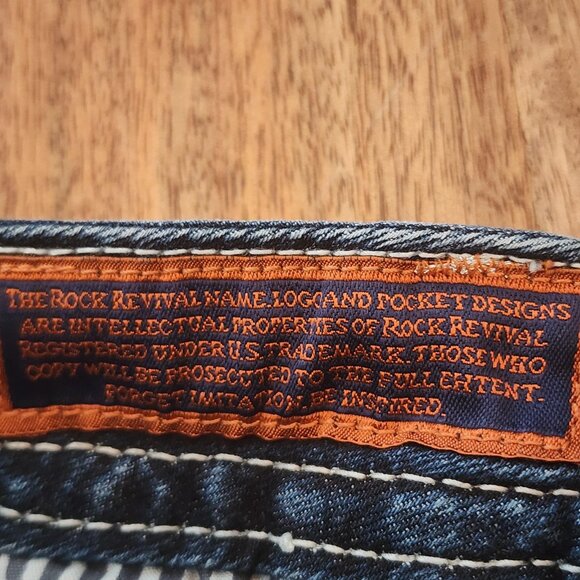 THE ROCK REVIVAL NAME, LOGO AND POCKET DESIGNS
ARE INTELLECTUAL PROPERTIES OF ROCK REVIVAL
REGISTERED UNDER U.S. TRADEMARK. THOSE WHO
COPY WILL BE PROSECUTED TO THE FULL EXTENT-
FORGET IMITATION, BE INSPIRED.